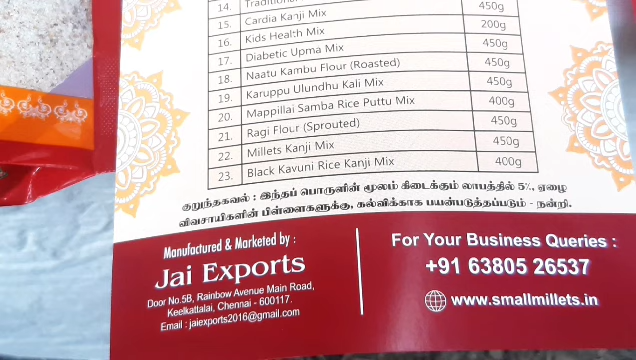 14. Traditional
15. Cardia Kanji Mix 450g
16. Kids Health Mix 200g
17. Diabetic Upma Mix 450g
18. Naatu Kambu Flour (Roasted) 450g
19. Karuppu Ulundhu Kali Mix 450g
20. Mappillai Samba Rice Puttu Mix 400g
21. Ragi Flour (Sprouted) 450g
22. Millets Kanji Mix 450g
23. Black Kavuni Rice Kanji Mix 400g
குறுந்தகவல் : இந்தப் பொருளின் மூலம் கிடைக்கும் லாபத்தில் 5%, ஏழை
விவசாயிகளின் பிள்ளைகளுக்கு, கல்விக்காக பயன்படுத்தப்படும் - நன்றி.
Manufactured & Marketed by :
Jai Exports
Door No.5B, Rainbow Avenue Main Road,
Keelkattalai, Chennai - 600117.
Email : jaiexports2016@gmail.com
For Your Business Queries :
+91 63805 26537
www.smallmillets.in